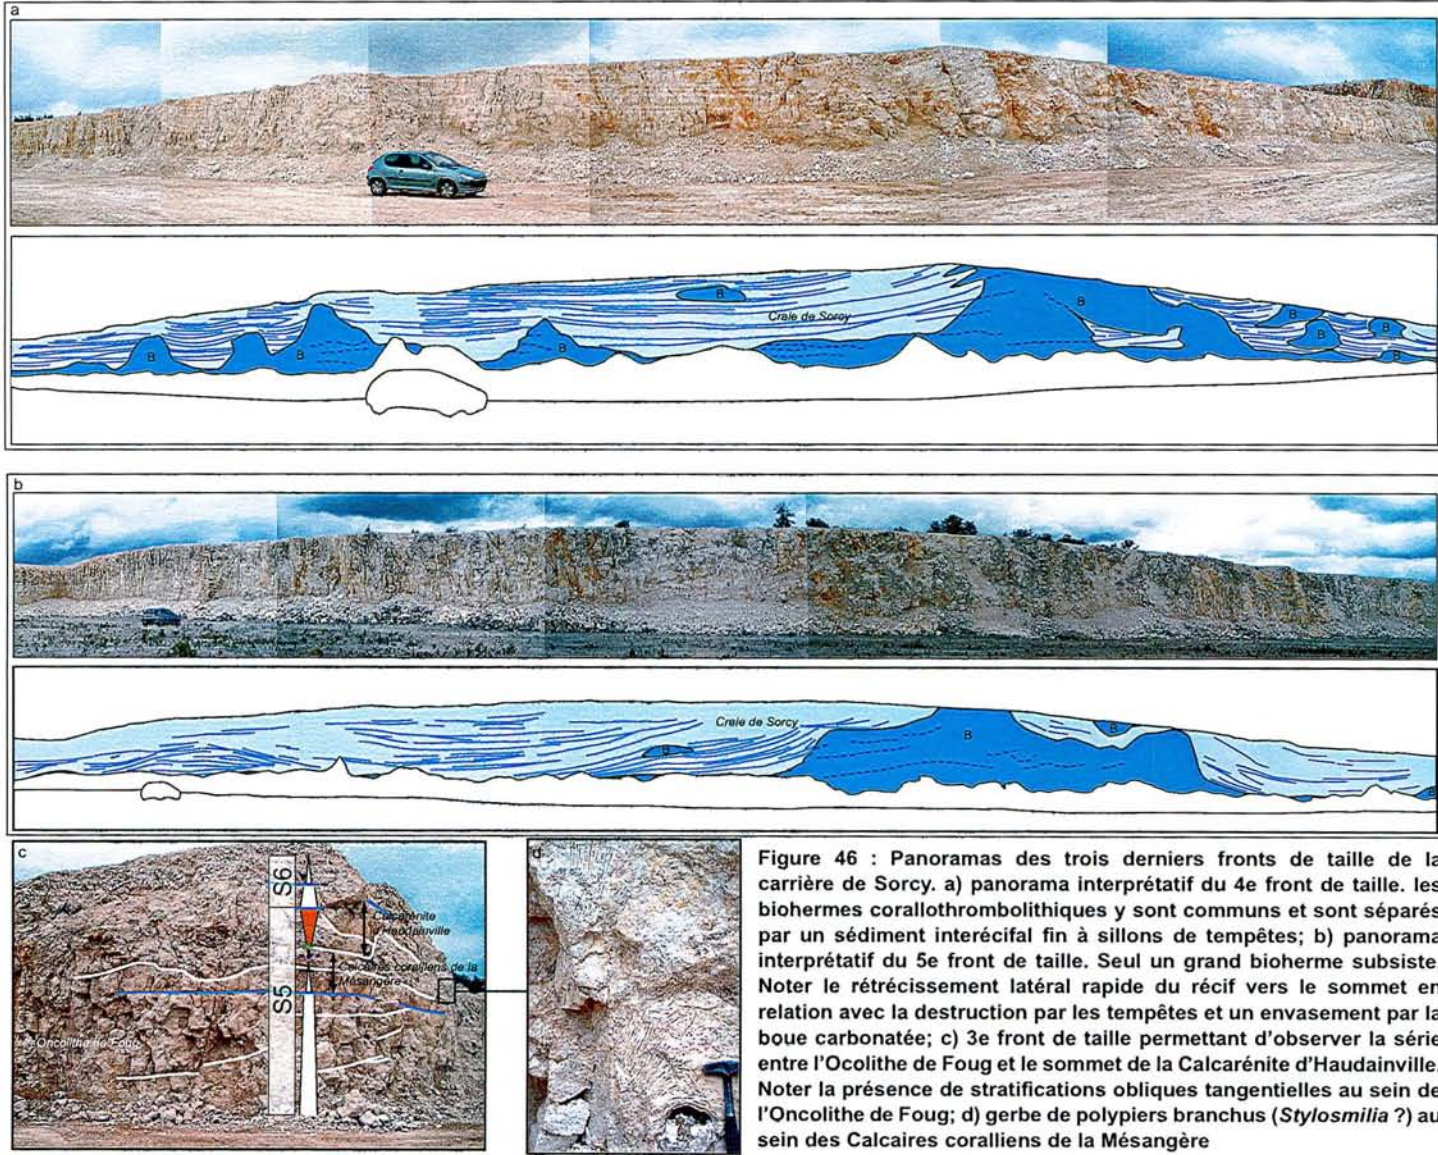 a
B
B
B
B
Craie de Sorcy
B
B
B
B
B
b
Craie de Sorcy
B
B
B
B
c
S6
S5
Calcarénite
d'Haudainville
Calcaires coralliens de la
Mésangère
Oncolithe de Foug
d
Figure 46 : Panoramas des trois derniers fronts de taille de la
carrière de Sorcy. a) panorama interprétatif du 4e front de taille. les
biohermes corallothrombolithiques y sont communs et sont séparés
par un sédiment interécifal fin à sillons de tempêtes; b) panorama
interprétatif du 5e front de taille. Seul un grand bioherme subsiste.
Noter le rétrécissement latéral rapide du récif vers le sommet en
relation avec la destruction par les tempêtes et un envasement par la
boue carbonatée; c) 3e front de taille permettant d'observer la série
entre l'Ocolithe de Foug et le sommet de la Calcarénite d'Haudainville.
Noter la présence de stratifications obliques tangentielles au sein de
l'Oncolithe de Foug; d) gerbe de polypiers branchus (Stylosmilia ?) au
sein des Calcaires coralliens de la Mésangère